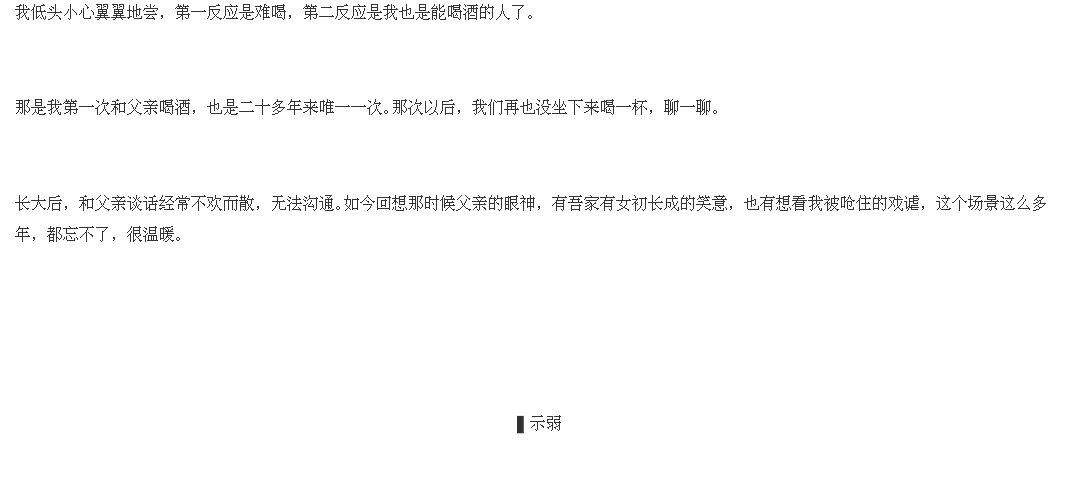 我低头小心翼翼地尝，第一反应是难喝，第二反应是我也是能喝酒的人了。
那是我第一次和父亲喝酒，也是二十多年来唯一一次。那次以后，我们再也没坐下来喝一杯，聊一聊。
长大后，和父亲谈话经常不欢而散，无法沟通。如今回想那时候父亲的眼神，有吾家有女初长成的笑意，也有想看我被呛住的戏谑，这个场景这么多
年，都忘不了，很温暖。
▌示弱